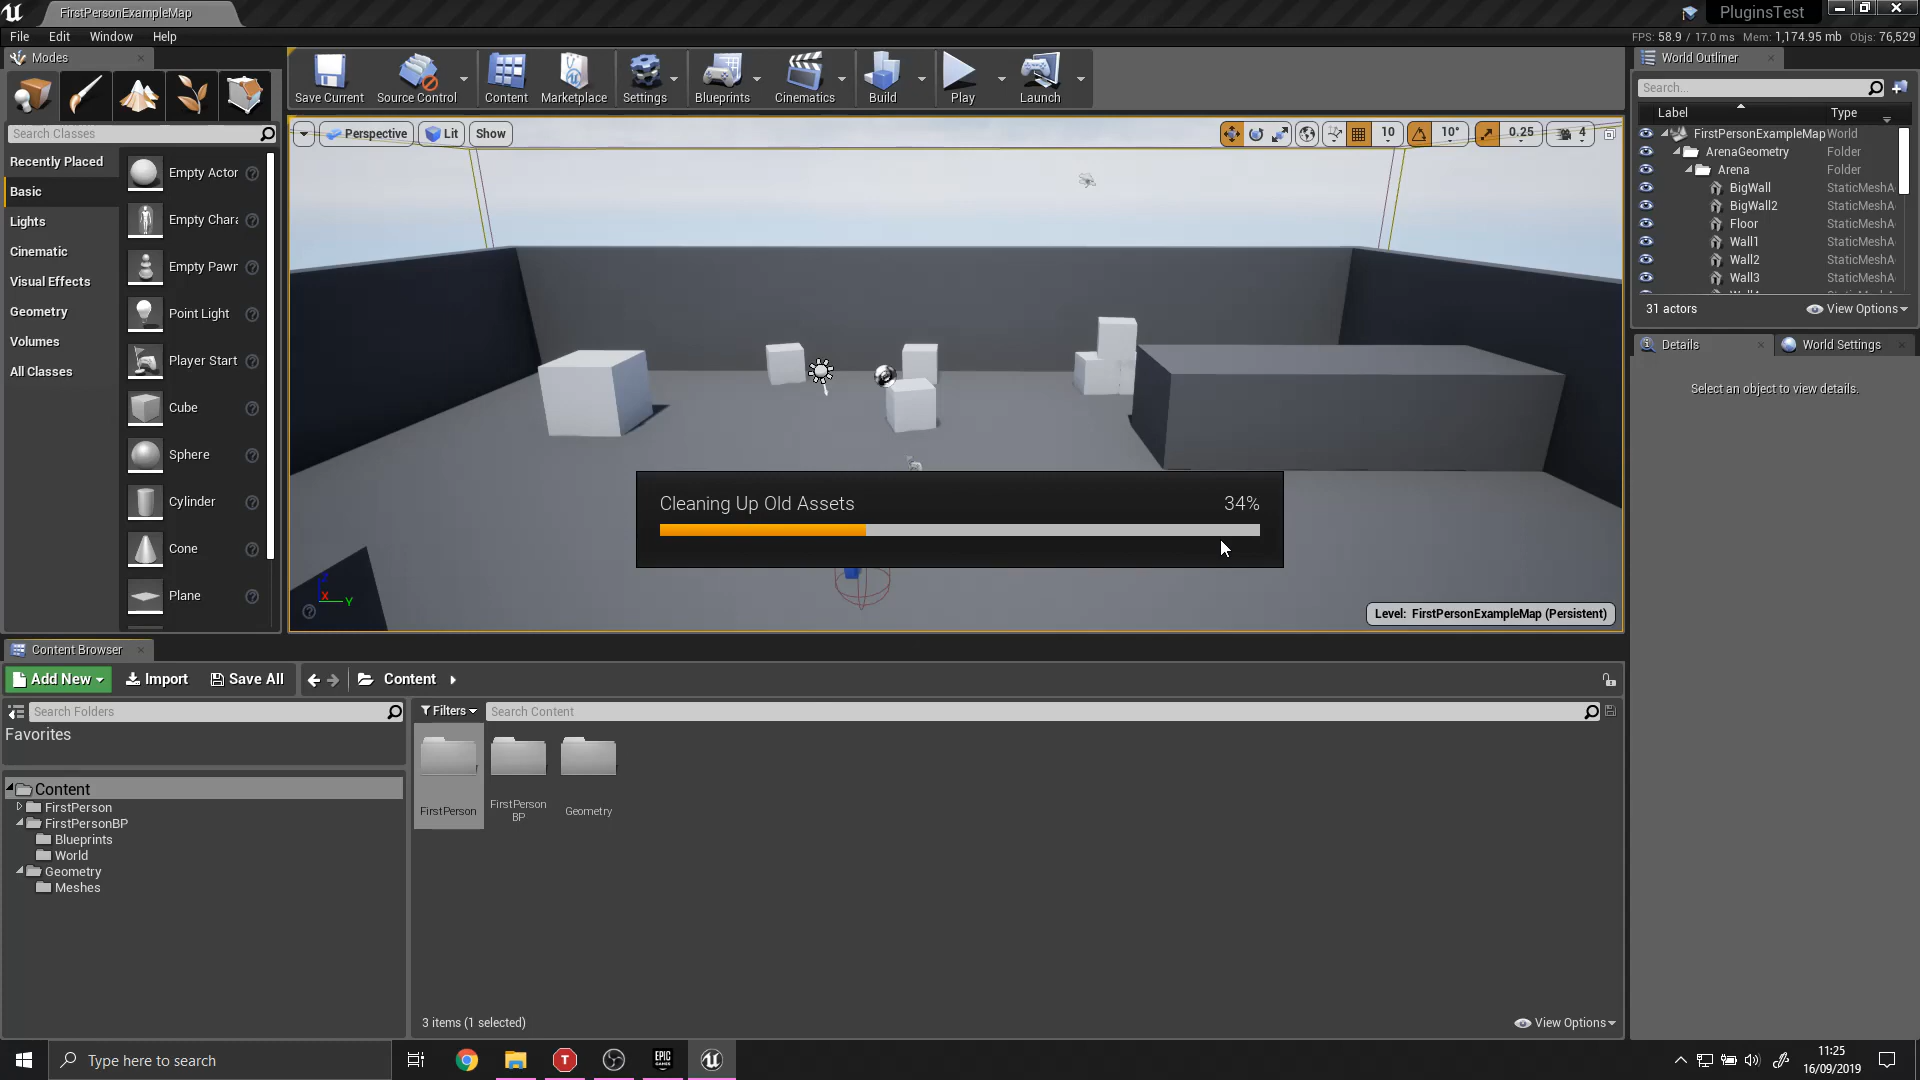 FirstPersonExampleMap
PluginsTest
File Edit Window Help
FPS: 58.9 / 17.0 ms Mem: 1,174.95 mb Objs: 76,529
Modes
Save Current
Source Control
Content
Marketplace
Settings
Blueprints
Cinematics
Build
Play
Launch
Search Classes
Recently Placed
Basic
Lights
Cinematic
Visual Effects
Geometry
Volumes
All Classes
Empty Actor
Empty Chara
Empty Pawn
Point Light
Player Start
Cube
Sphere
Cylinder
Cone
Plane
Perspective
Lit
Show
10
10°
0.25
4
Cleaning Up Old Assets 34%
X
Y
Level: FirstPersonExampleMap (Persistent)
World Outliner
Search...
Label Type
FirstPersonExampleMap World
ArenaGeometry Folder
Arena Folder
BigWall StaticMeshA
BigWall2 StaticMeshA
Floor StaticMeshA
Wall1 StaticMeshA
Wall2 StaticMeshA
Wall3 StaticMeshA
31 actors
View Options
Details
World Settings
Select an object to view details.
Content Browser
Add New
Import
Save All
Content
Search Folders
Favorites
Content
FirstPerson
FirstPersonBP
Blueprints
World
Geometry
Meshes
Filters
Search Content
FirstPerson
FirstPerson
BP
Geometry
3 items (1 selected)
View Options
Type here to search
T
EPIC
GAMES
11:25
16/09/2019